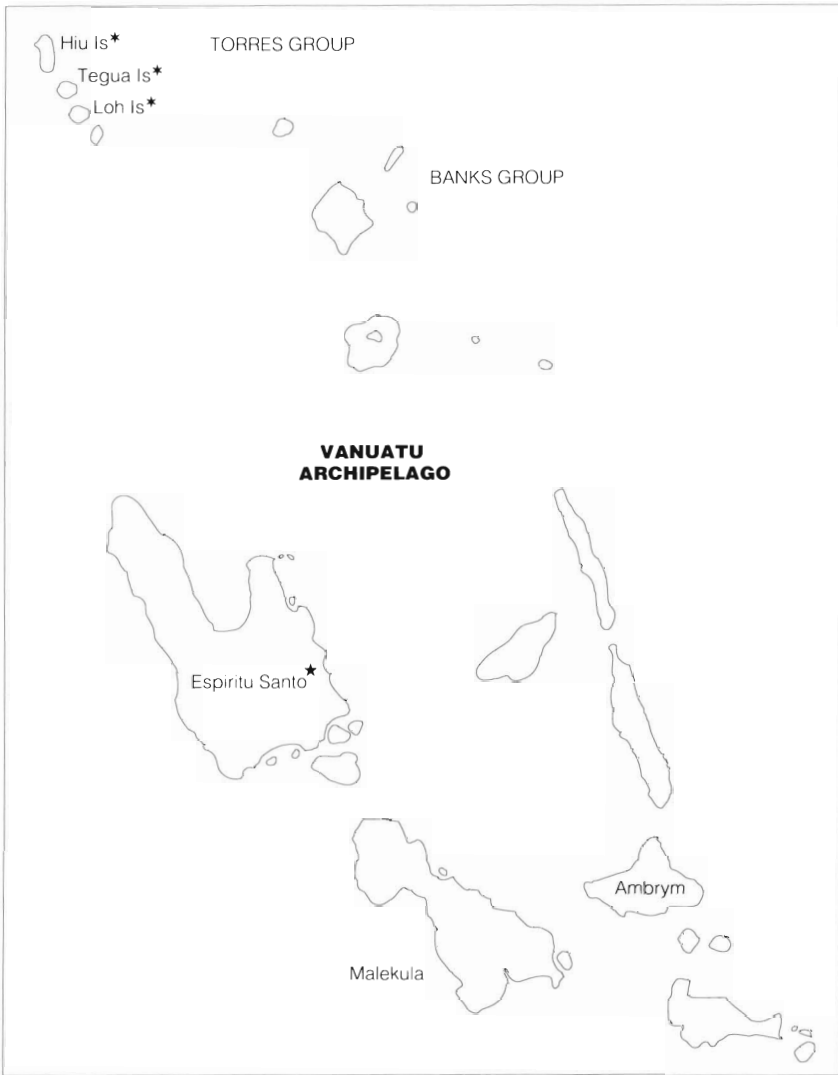 Hiu Is★
TORRES GROUP
Tegua Is★
Loh Is★
BANKS GROUP
VANUATU
ARCHIPELAGO
Espiritu Santo★
Ambrym
Malekula